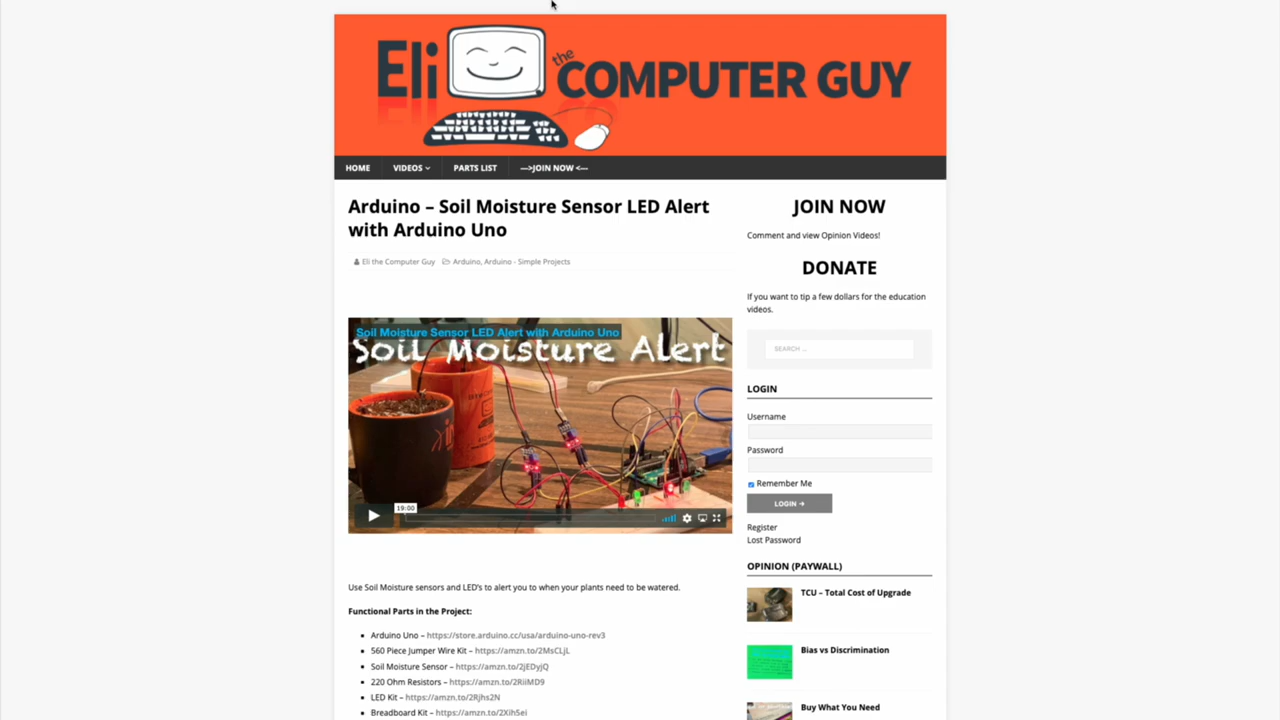 Eli the COMPUTER GUY
HOME VIDEOS PARTS LIST --->JOIN NOW <---
Arduino – Soil Moisture Sensor LED Alert
with Arduino Uno
Eli the Computer Guy Arduino, Arduino - Simple Projects
Soil Moisture Sensor LED Alert with Arduino Uno
Soil Moisture Alert
19:00
Use Soil Moisture sensors and LED's to alert you to when your plants need to be watered.
Functional Parts in the Project:
Arduino Uno – https://store.arduino.cc/usa/arduino-uno-rev3
560 Piece Jumper Wire Kit – https://amzn.to/2MsCLjL
Soil Moisture Sensor – https://amzn.to/2jEDyjQ
220 Ohm Resistors – https://amzn.to/2RiiMD9
LED Kit – https://amzn.to/2Rjhs2N
Breadboard Kit – https://amzn.to/2Xih5ei
JOIN NOW
Comment and view Opinion Videos!
DONATE
If you want to tip a few dollars for the education
videos.
SEARCH ...
LOGIN
Username
Password
Remember Me
LOGIN →
Register
Lost Password
OPINION (PAYWALL)
TCU – Total Cost of Upgrade
Bias vs Discrimination
Buy What You Need